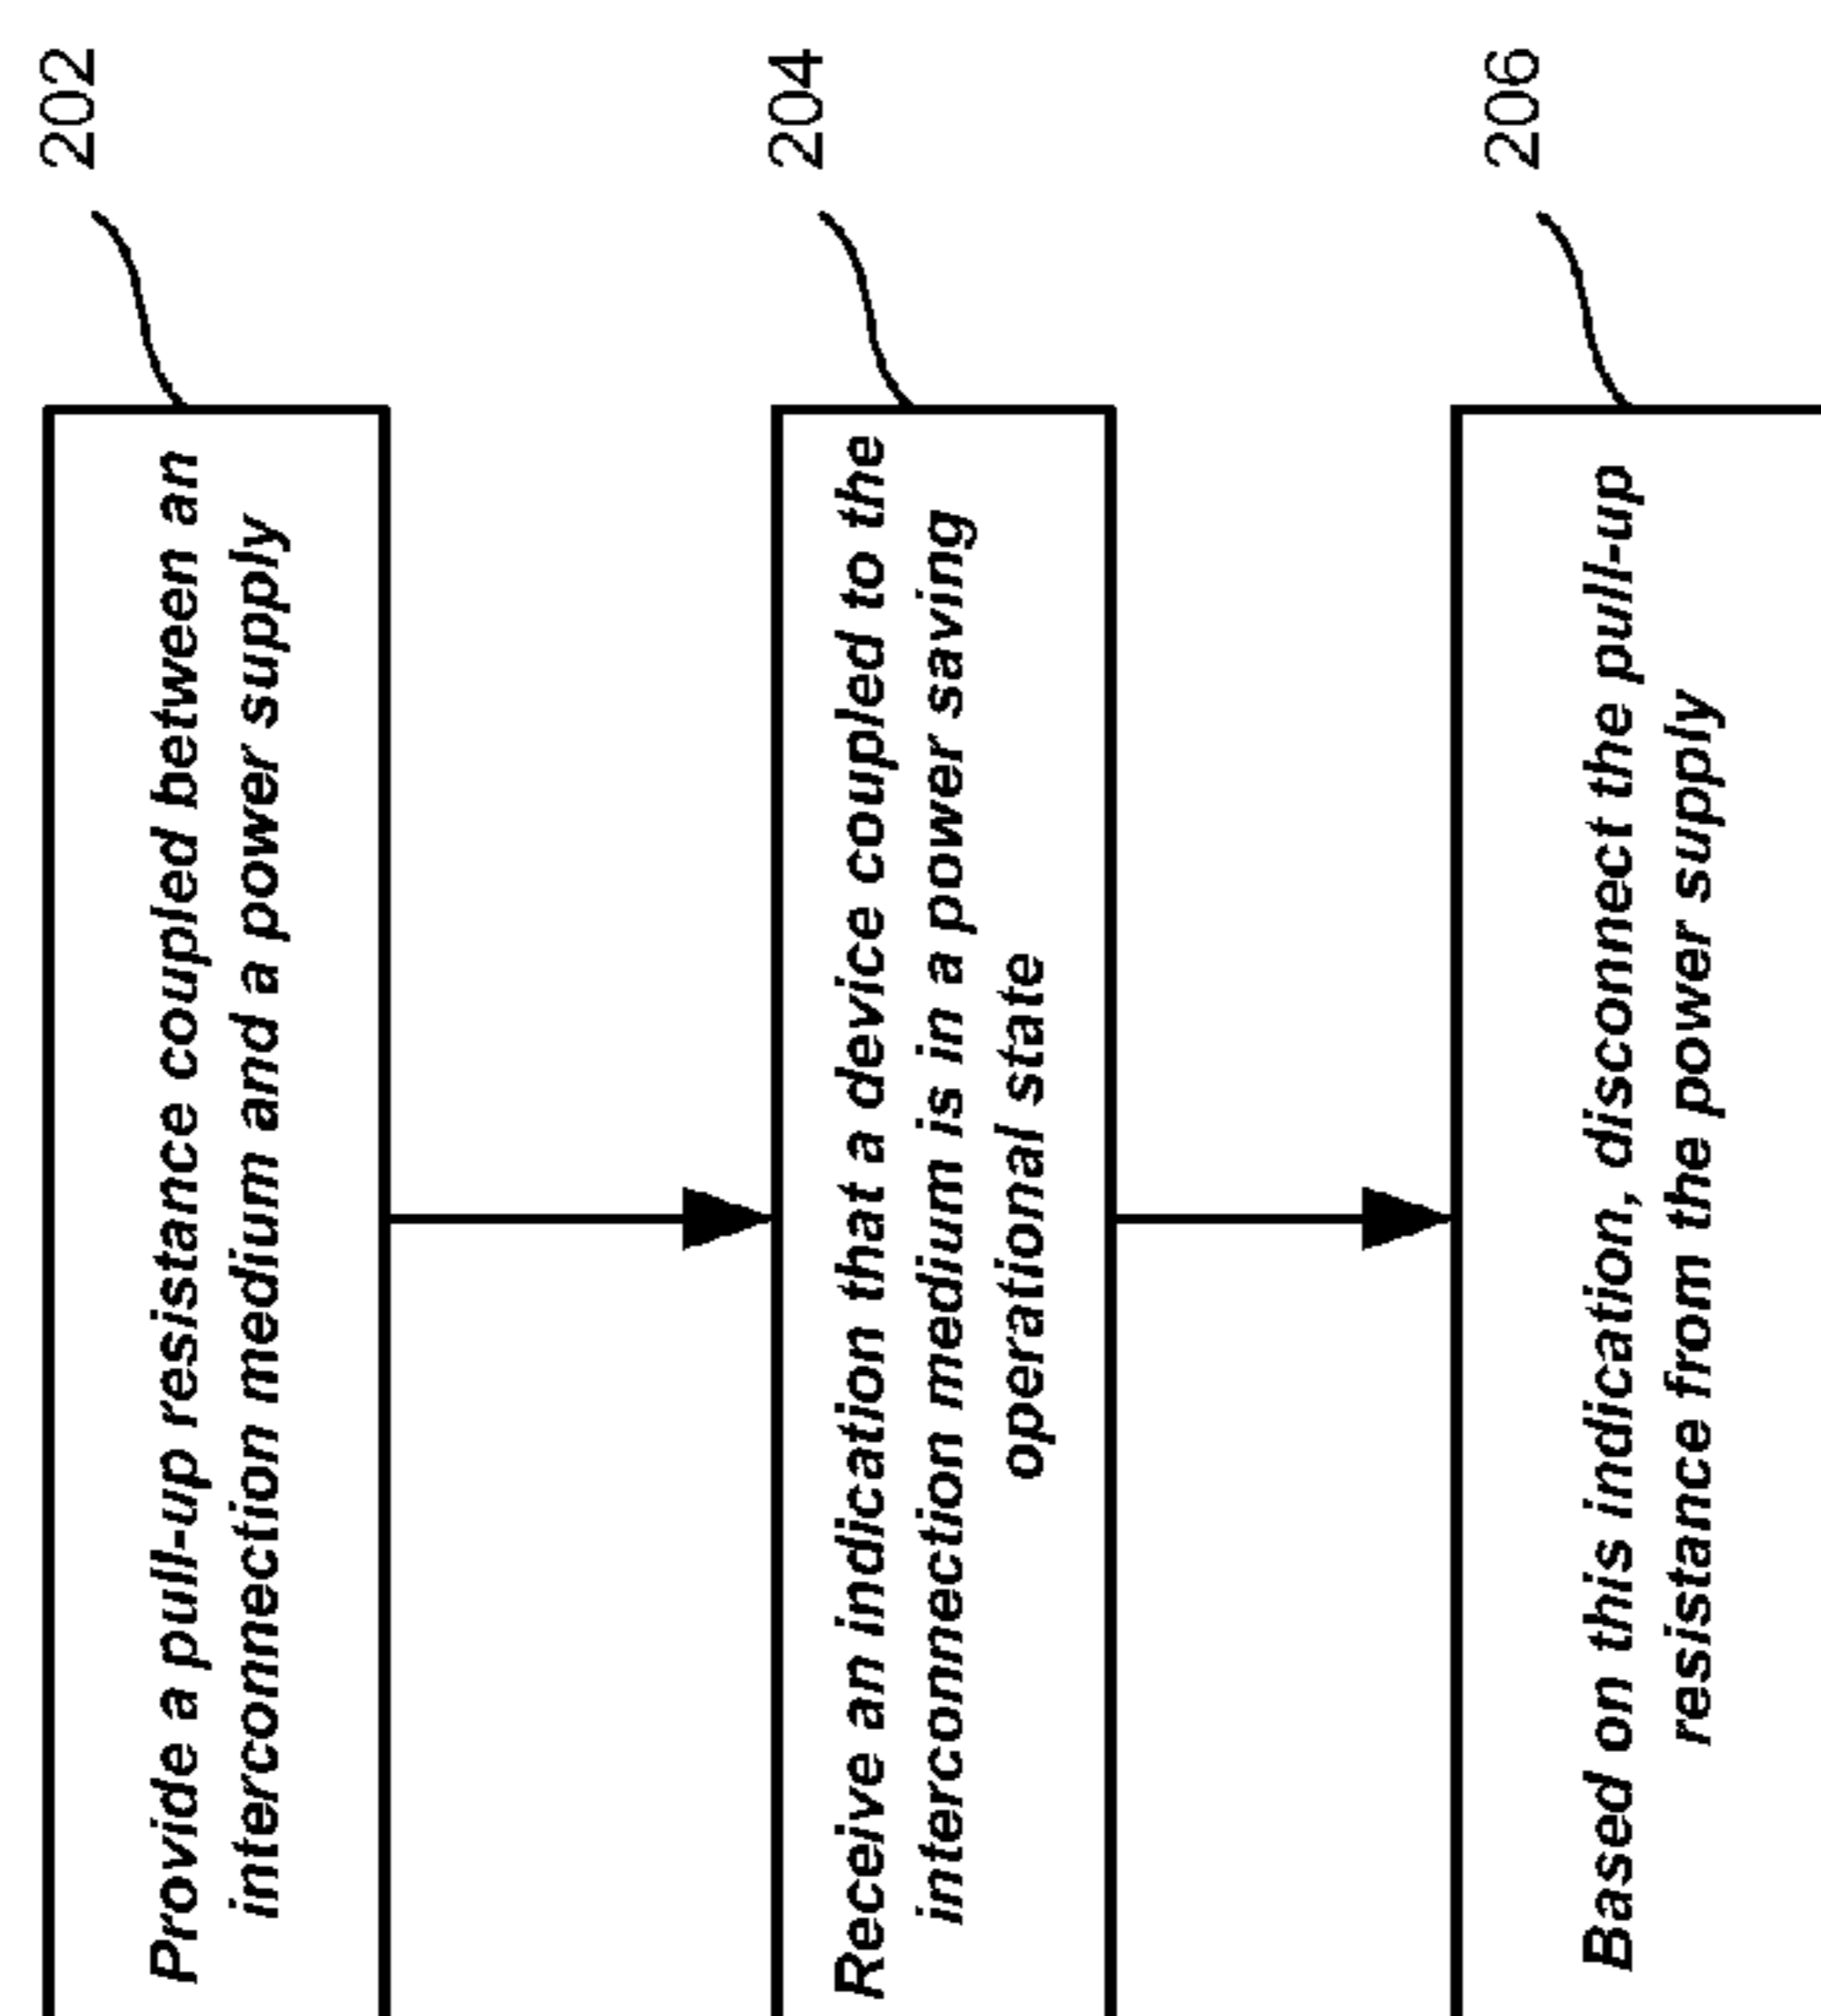 202
Provide a pull-up resistance coupled between an
interconnection medium and a power supply
204
Receive an indication that a device coupled to the
interconnection medium is in a power saving
operational state
206
Based on this indication, disconnect the pull-up
resistance from the power supply